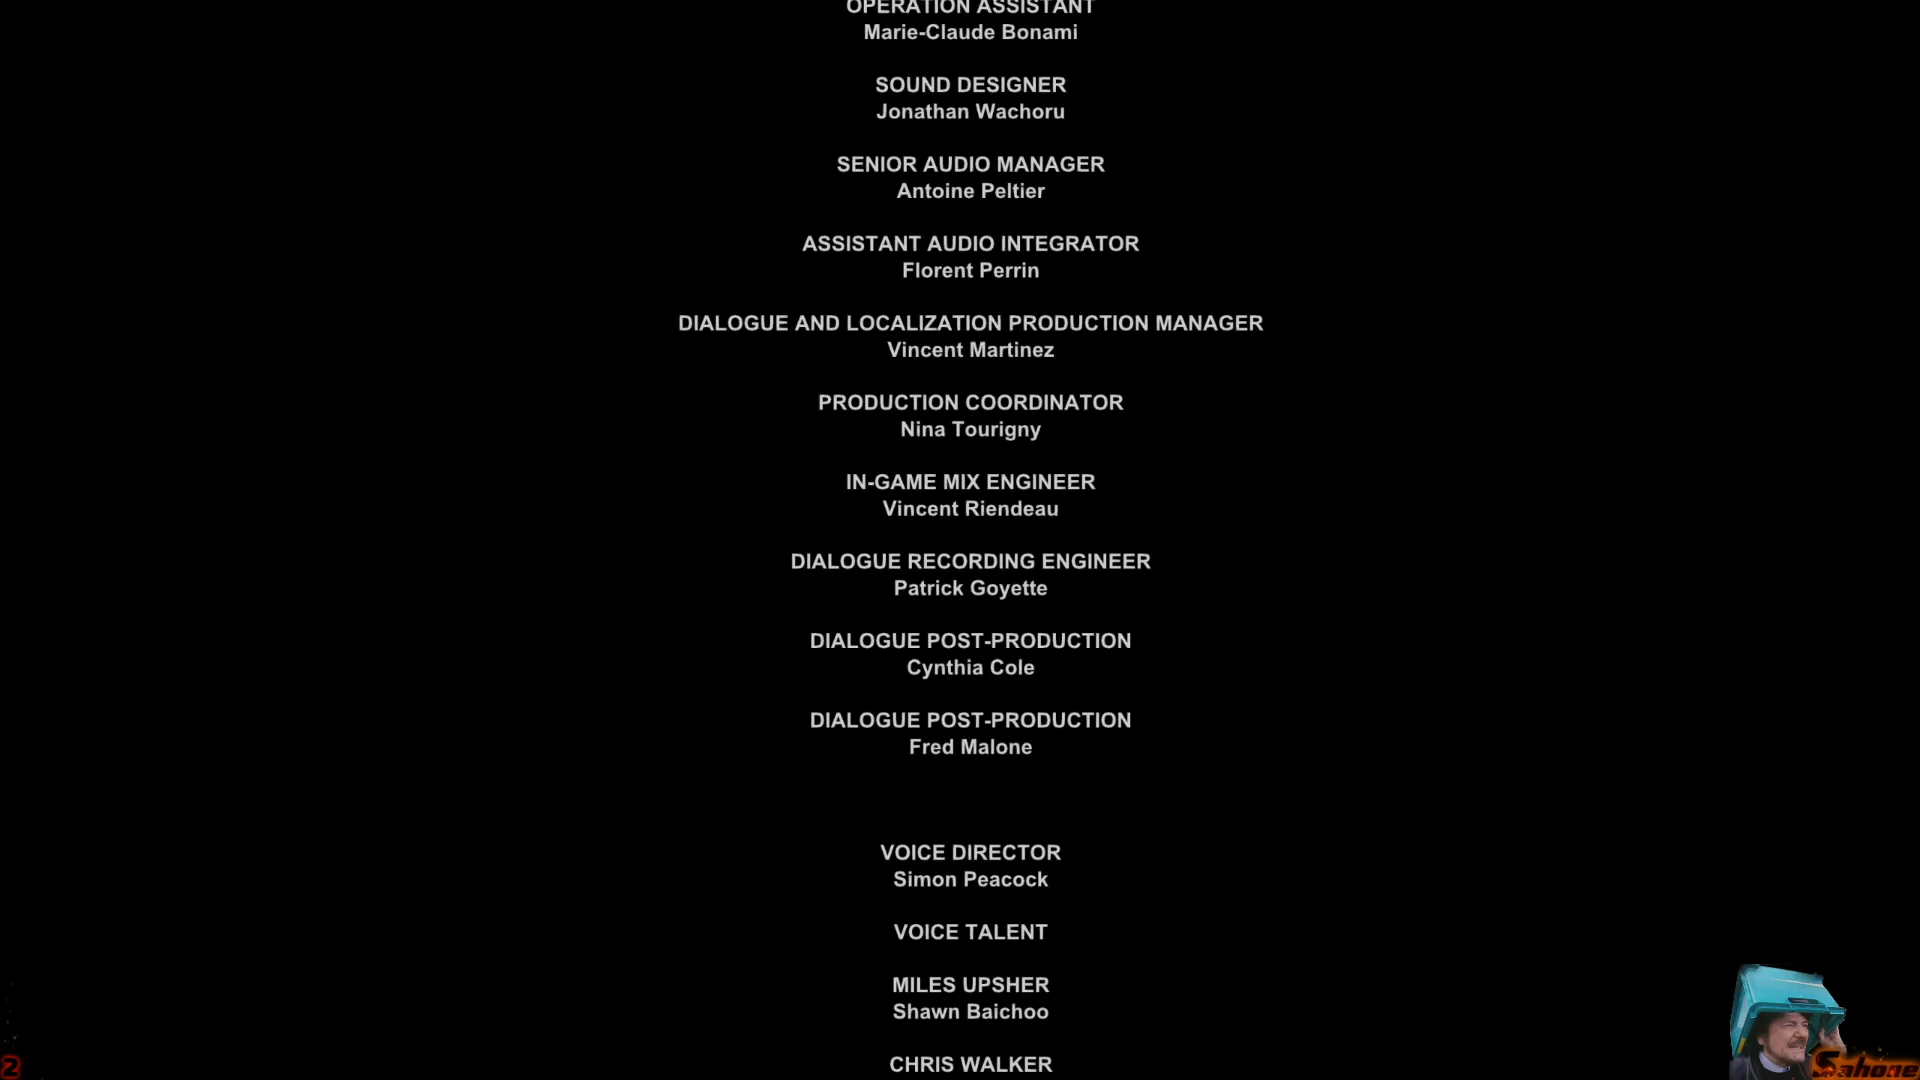 OPERATION ASSISTANT
Marie-Claude Bonami
SOUND DESIGNER
Jonathan Wachoru
SENIOR AUDIO MANAGER
Antoine Peltier
ASSISTANT AUDIO INTEGRATOR
Florent Perrin
DIALOGUE AND LOCALIZATION PRODUCTION MANAGER
Vincent Martinez
PRODUCTION COORDINATOR
Nina Tourigny
IN-GAME MIX ENGINEER
Vincent Riendeau
DIALOGUE RECORDING ENGINEER
Patrick Goyette
DIALOGUE POST-PRODUCTION
Cynthia Cole
DIALOGUE POST-PRODUCTION
Fred Malone
VOICE DIRECTOR
Simon Peacock
VOICE TALENT
MILES UPSHER
Shawn Baichoo
CHRIS WALKER
2
Sahone